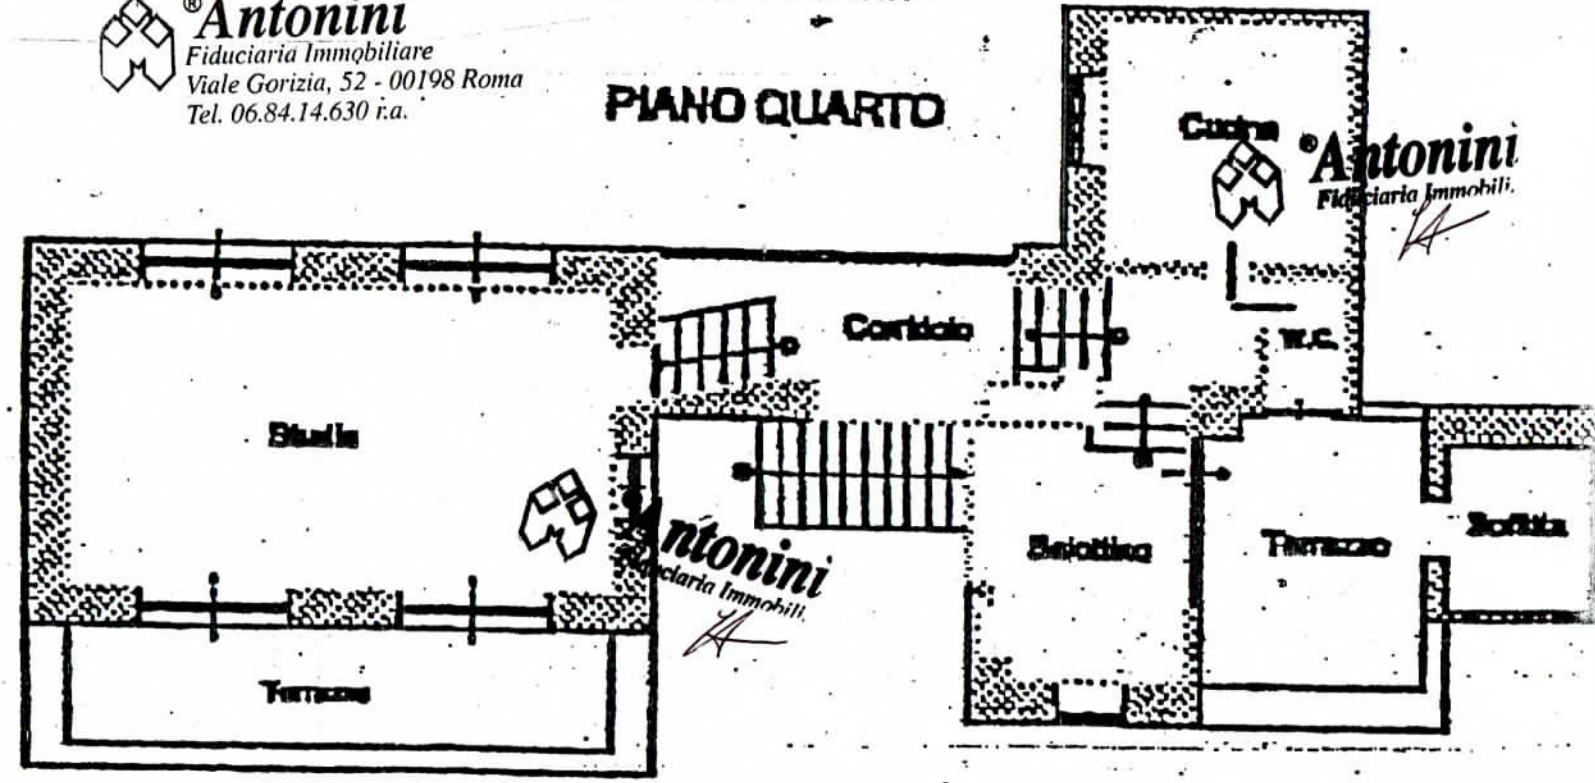 ®Antonini
Fiduciaria Immobiliare
Viale Gorizia, 52 - 00198 Roma
Tel. 06.84.14.630 r.a.
PIANO QUARTO
Cucina
®Antonini
Fiduciaria Immobili.
Corridoio
W.C.
Studio
Soffitta
Salottino
Terrazzo
Antonini
Fiduciaria Immobili.
Terrazzo